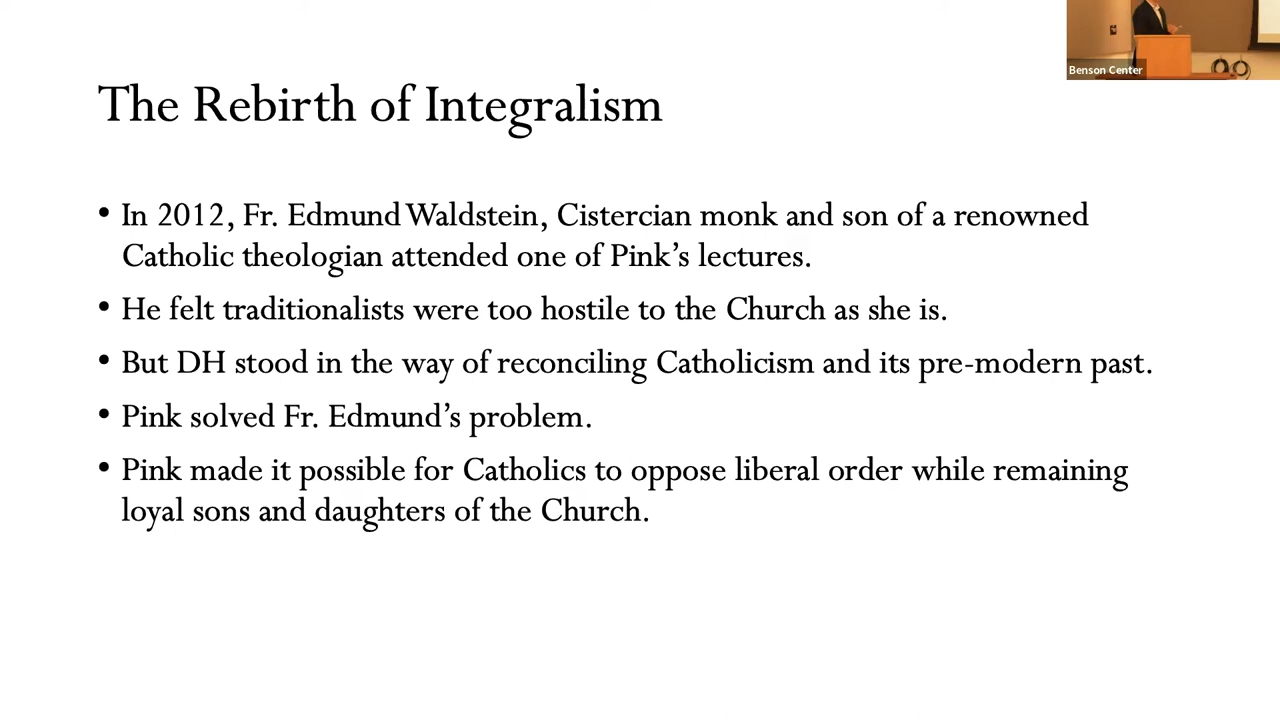 Benson Center
The Rebirth of Integralism
• In 2012, Fr. Edmund Waldstein, Cistercian monk and son of a renowned
Catholic theologian attended one of Pink’s lectures.
• He felt traditionalists were too hostile to the Church as she is.
• But DH stood in the way of reconciling Catholicism and its pre-modern past.
• Pink solved Fr. Edmund’s problem.
• Pink made it possible for Catholics to oppose liberal order while remaining
loyal sons and daughters of the Church.